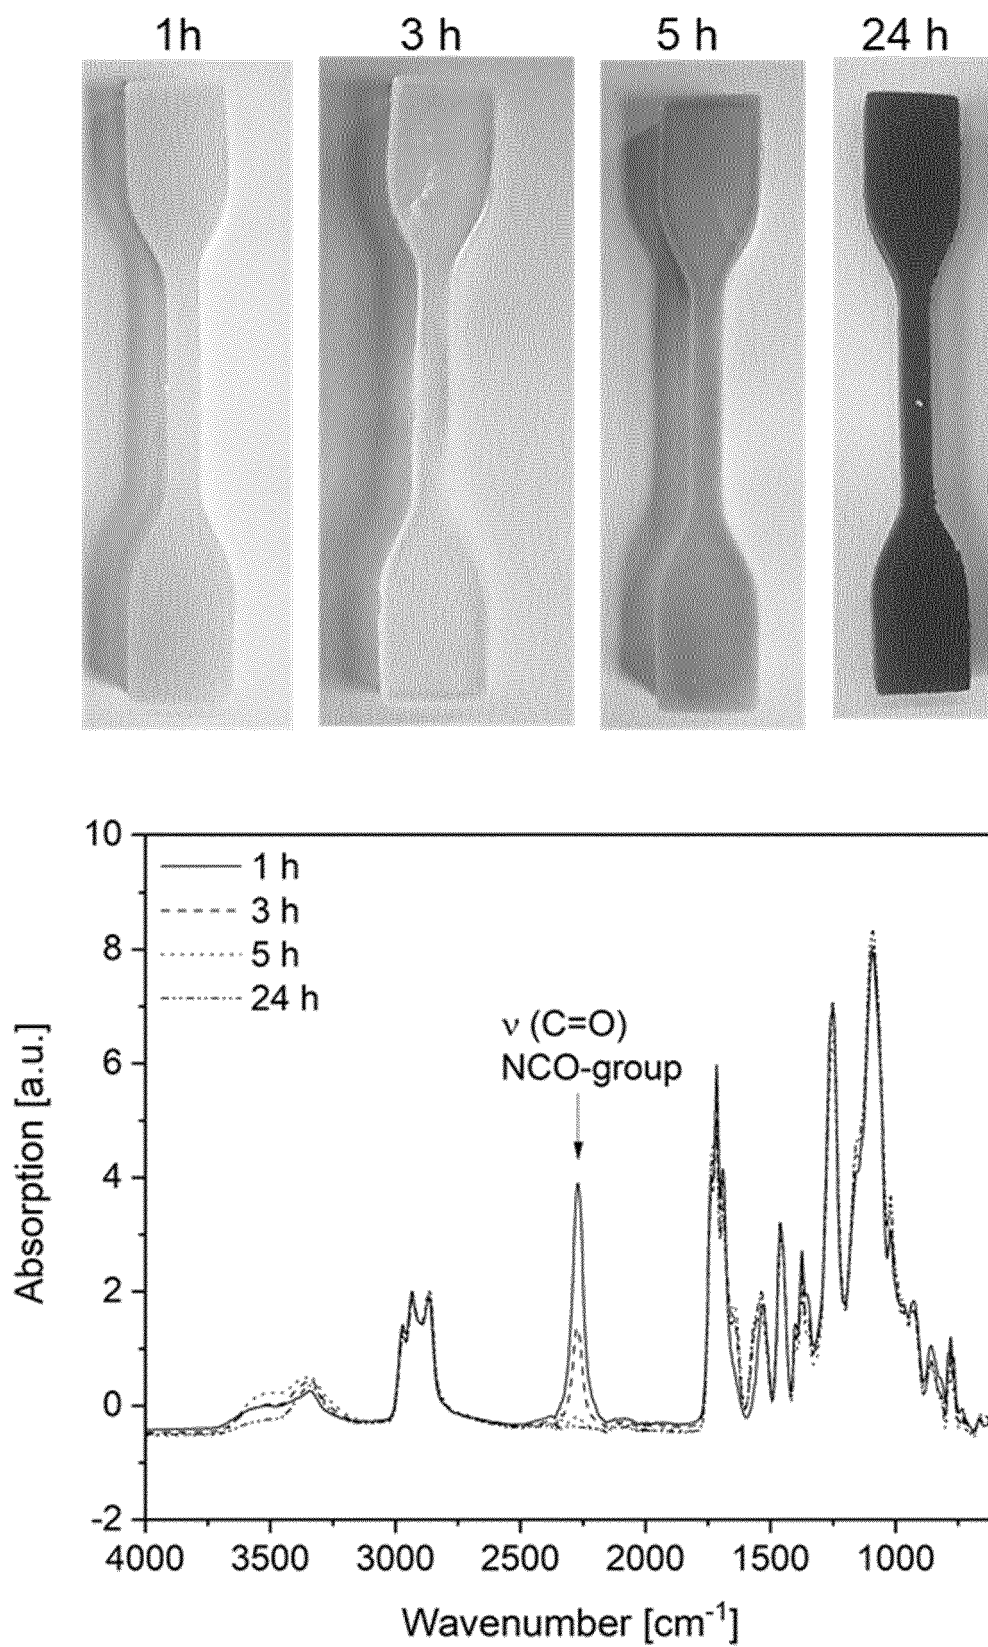 1h 3 h 5 h 24 h
10
8
6
4
2
0
-2
1 h
3 h
5 h
24 h
ν (C=O)
NCO-group
Absorption [a.u.]
4000 3500 3000 2500 2000 1500 1000
Wavenumber [cm⁻¹]